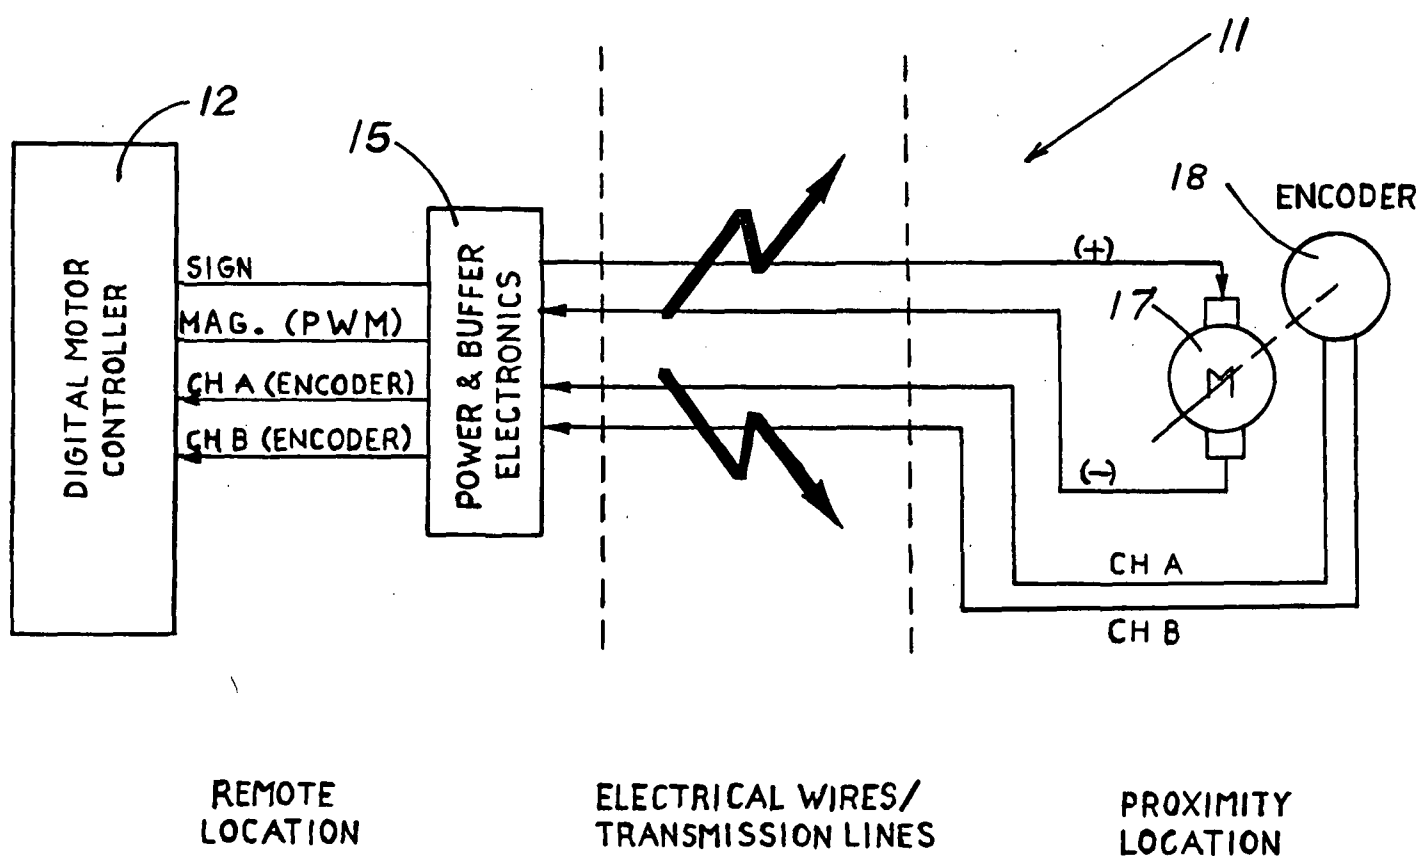 11
12
15
18
ENCODER
DIGITAL MOTOR
CONTROLLER
SIGN
MAG. (PWM)
CH A (ENCODER)
CH B (ENCODER)
POWER & BUFFER
ELECTRONICS
(+)
17
M
(-)
CH A
CH B
REMOTE
LOCATION
ELECTRICAL WIRES/
TRANSMISSION LINES
PROXIMITY
LOCATION